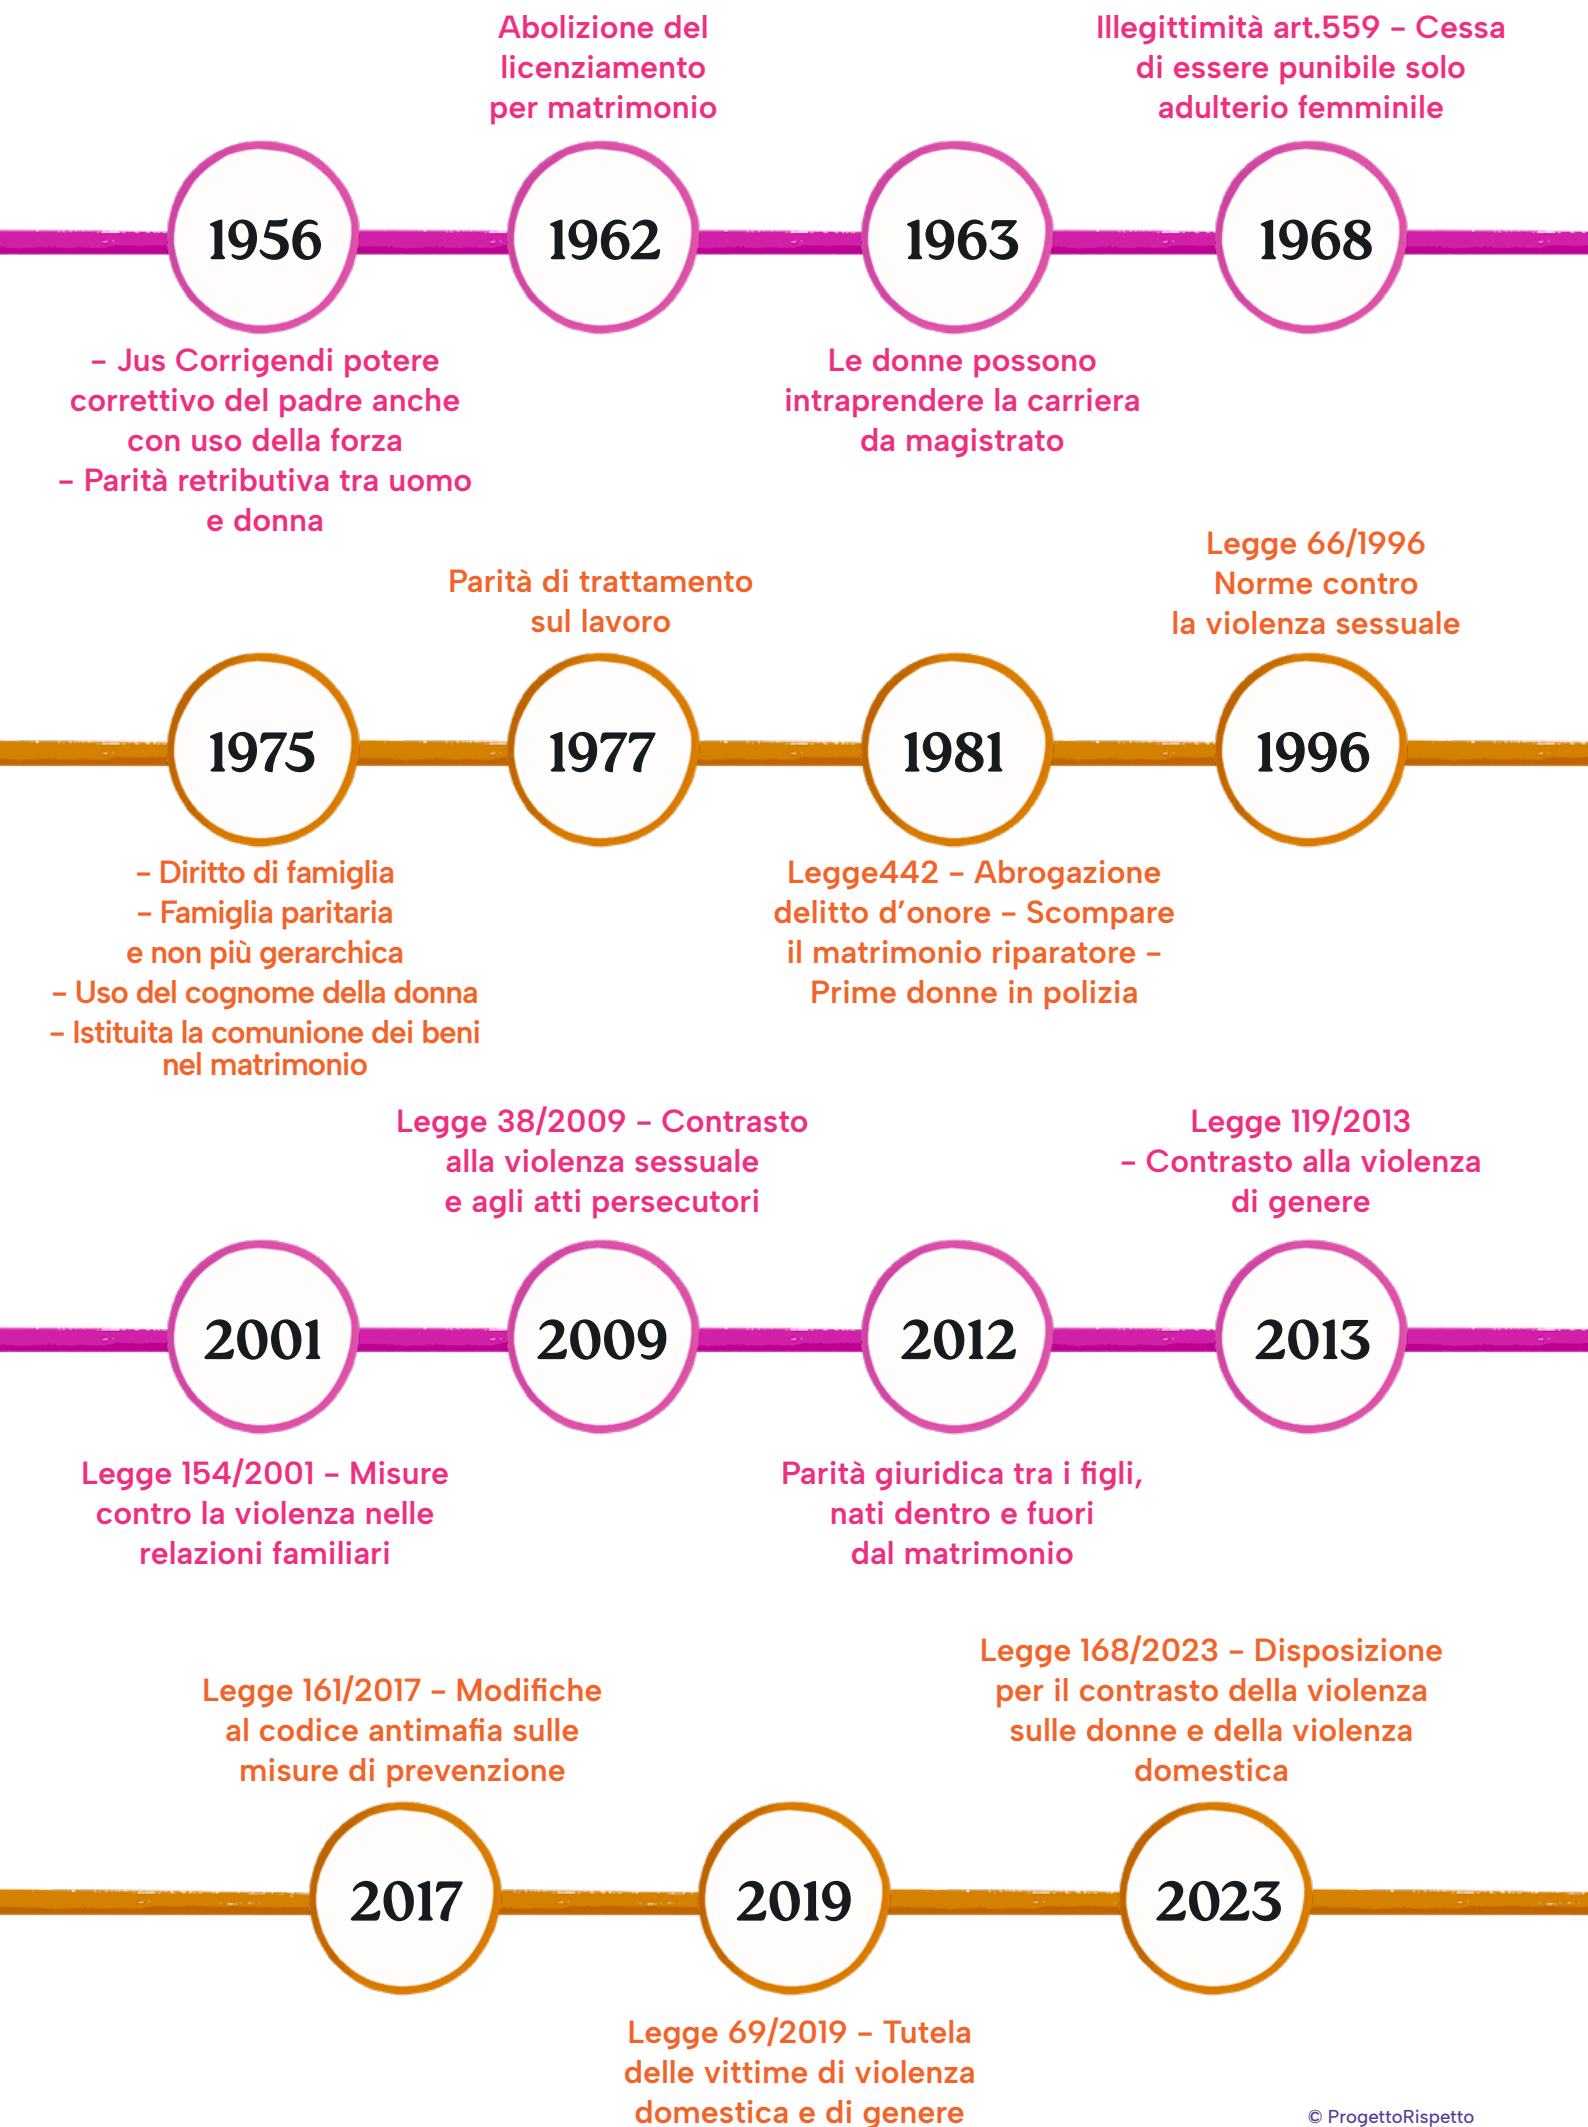 Abolizione del
licenziamento
per matrimonio
Illegittimità art.559 – Cessa
di essere punibile solo
adulterio femminile
1956
1962
1963
1968
– Jus Corrigendi potere
correttivo del padre anche
con uso della forza
– Parità retributiva tra uomo
e donna
Le donne possono
intraprendere la carriera
da magistrato
Parità di trattamento
sul lavoro
Legge 66/1996
Norme contro
la violenza sessuale
1975
1977
1981
1996
– Diritto di famiglia
– Famiglia paritaria
e non più gerarchica
– Uso del cognome della donna
– Istituita la comunione dei beni
nel matrimonio
Legge442 – Abrogazione
delitto d’onore – Scompare
il matrimonio riparatore –
Prime donne in polizia
Legge 38/2009 – Contrasto
alla violenza sessuale
e agli atti persecutori
Legge 119/2013
– Contrasto alla violenza
di genere
2001
2009
2012
2013
Legge 154/2001 – Misure
contro la violenza nelle
relazioni familiari
Parità giuridica tra i figli,
nati dentro e fuori
dal matrimonio
Legge 161/2017 – Modifiche
al codice antimafia sulle
misure di prevenzione
Legge 168/2023 – Disposizione
per il contrasto della violenza
sulle donne e della violenza
domestica
2017
2019
2023
Legge 69/2019 – Tutela
delle vittime di violenza
domestica e di genere
© ProgettoRispetto